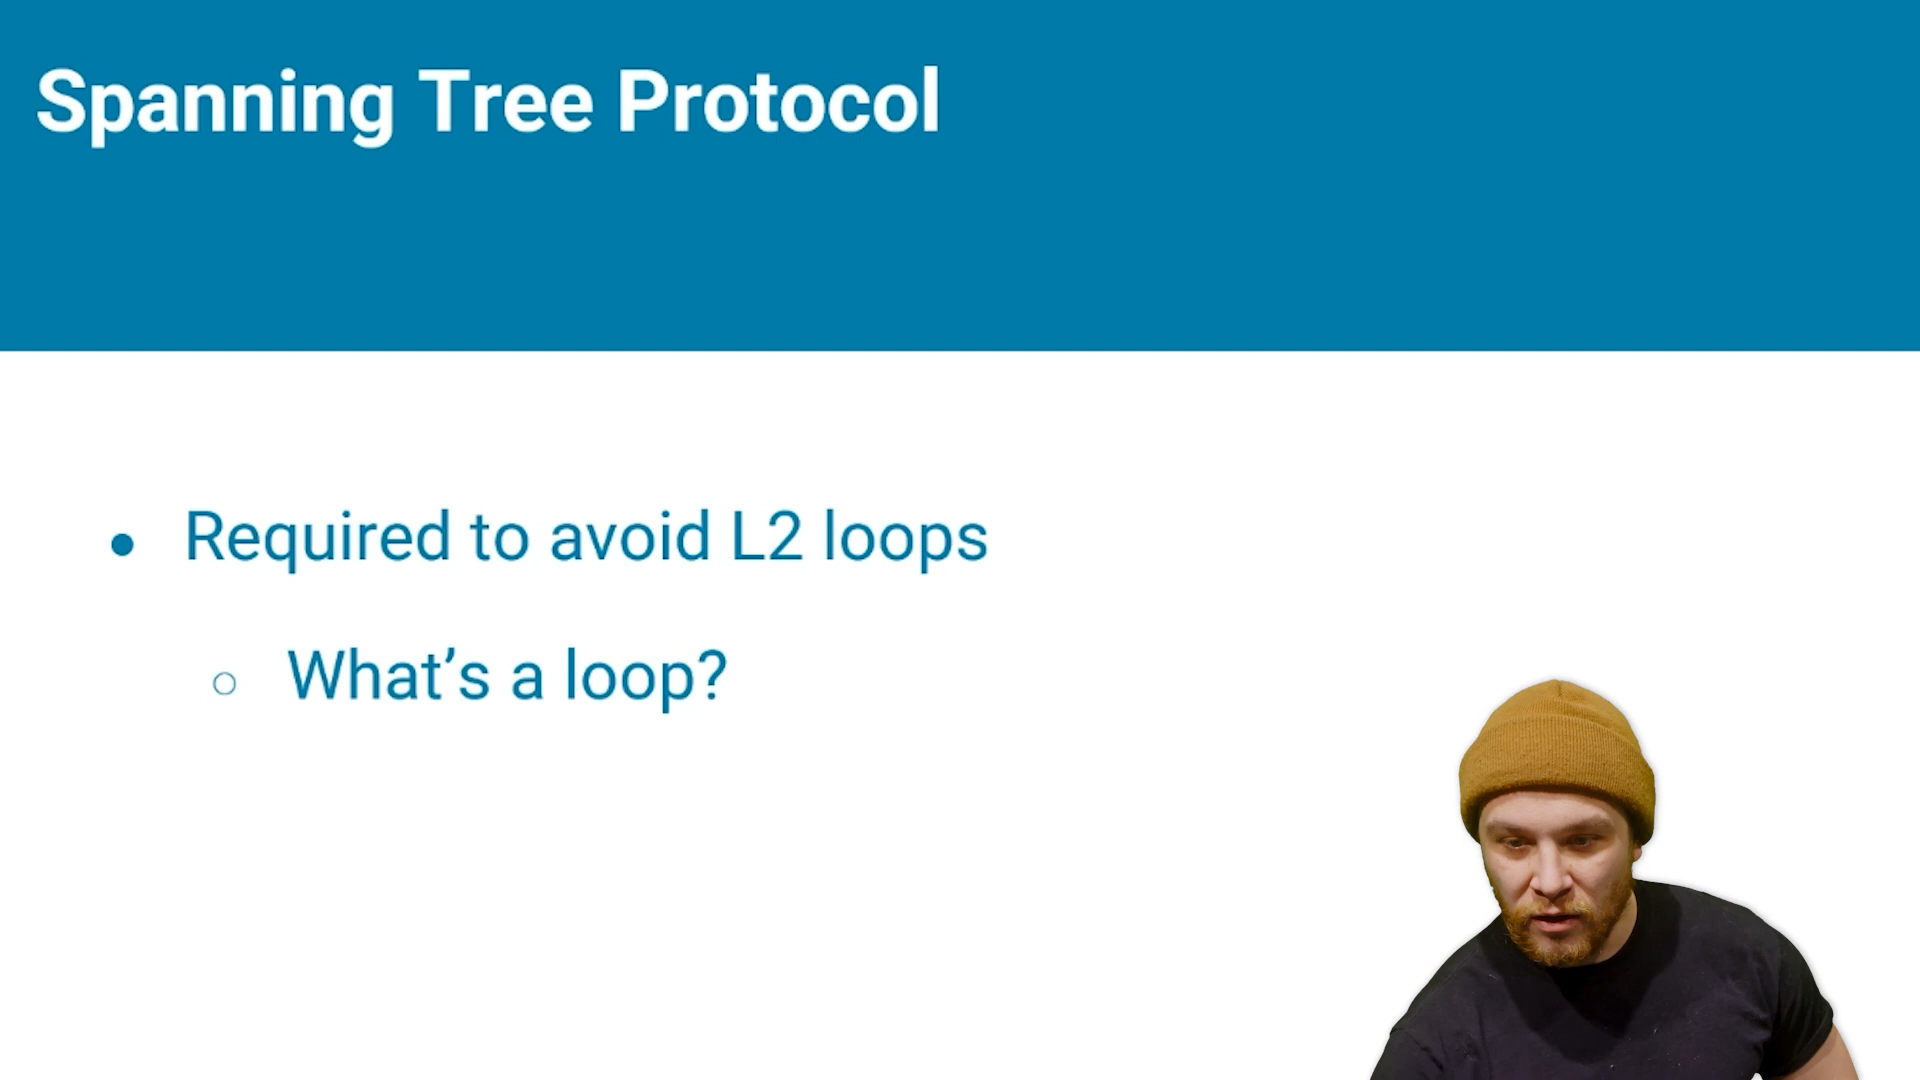 Spanning Tree Protocol
Required to avoid L2 loops
What’s a loop?